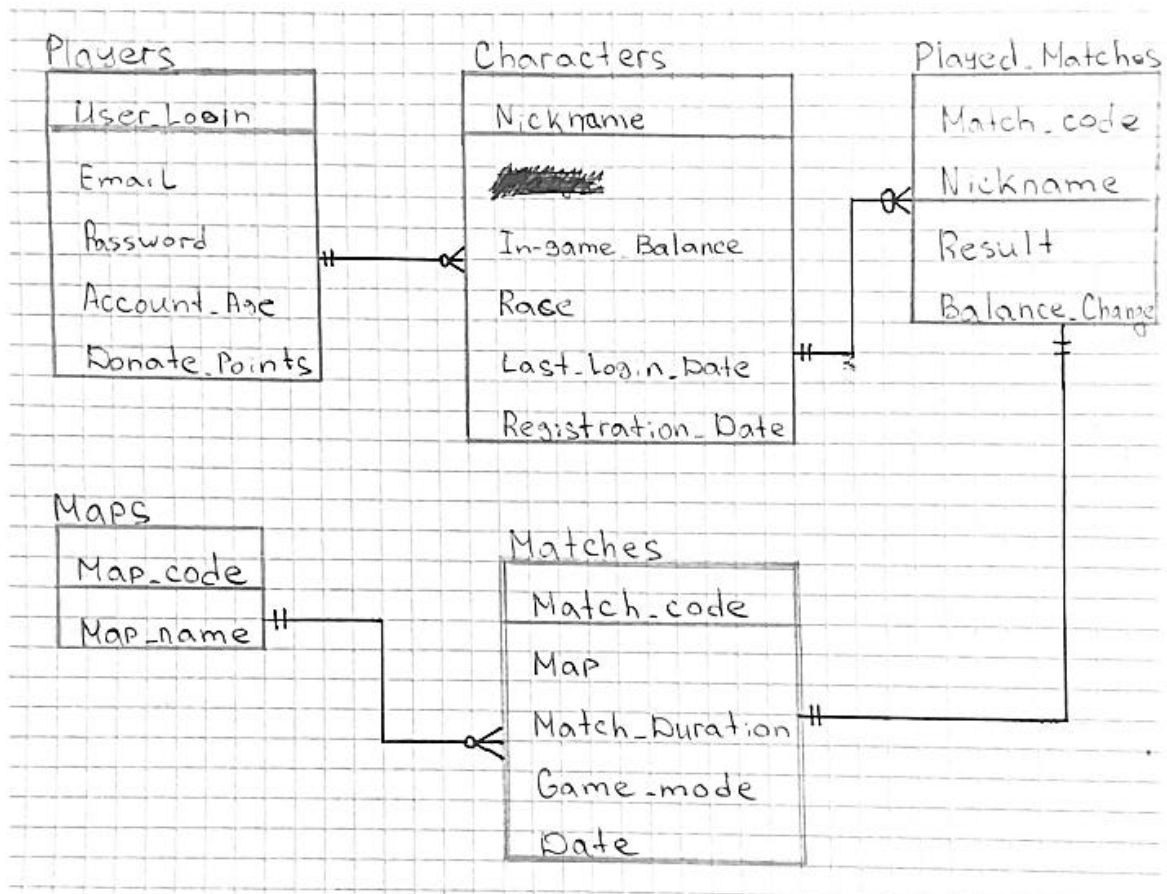 Players
User_Login
Email
Password
Account_Age
Donate_Points
Characters
Nickname
In-game_Balance
Race
Last_login_Date
Registration_Date
Played_Matches
Match_code
Nickname
Result
Balance_Change
Maps
Map_code
Map_name
Matches
Match_code
Map
Match_Duration
Game_mode
Date